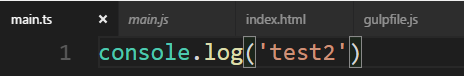 main.ts × main.js index.html gulpfile.js
1 console.log('test2')